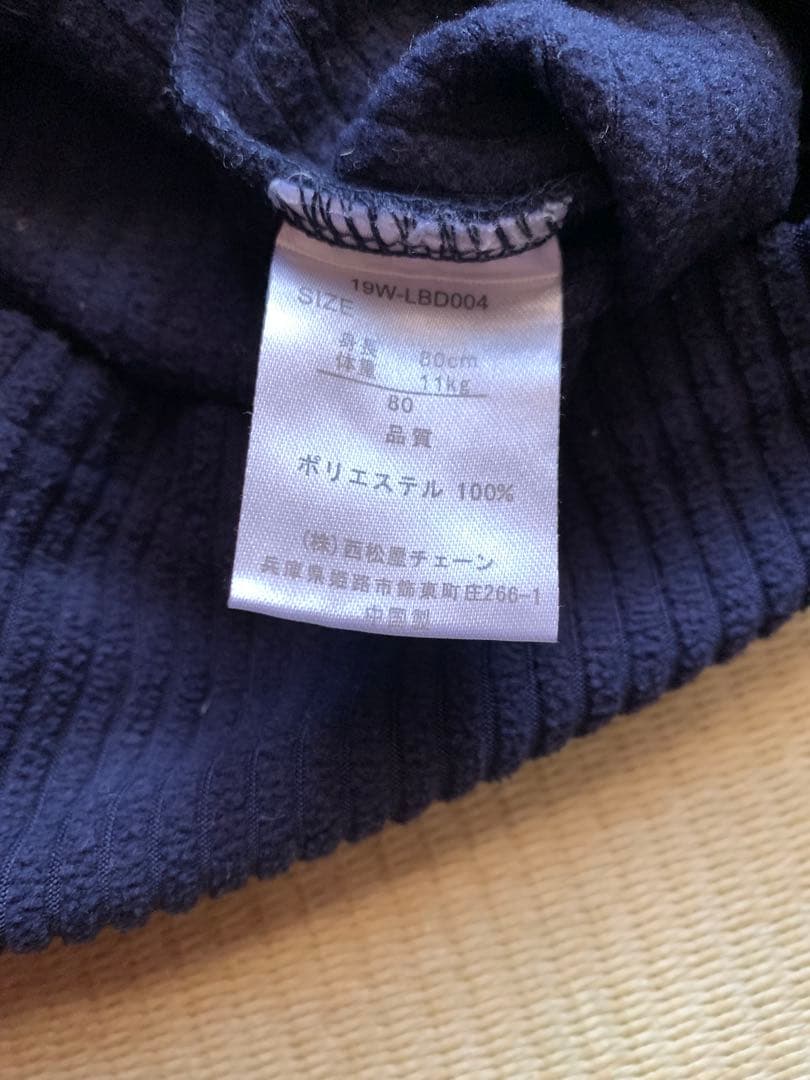 19W-LBD004
SIZE
身長 80cm
体重 11kg
80
品質
ポリエステル 100%
(株)西松屋チェーン
兵庫県姫路市飾東町庄266-1
中国製